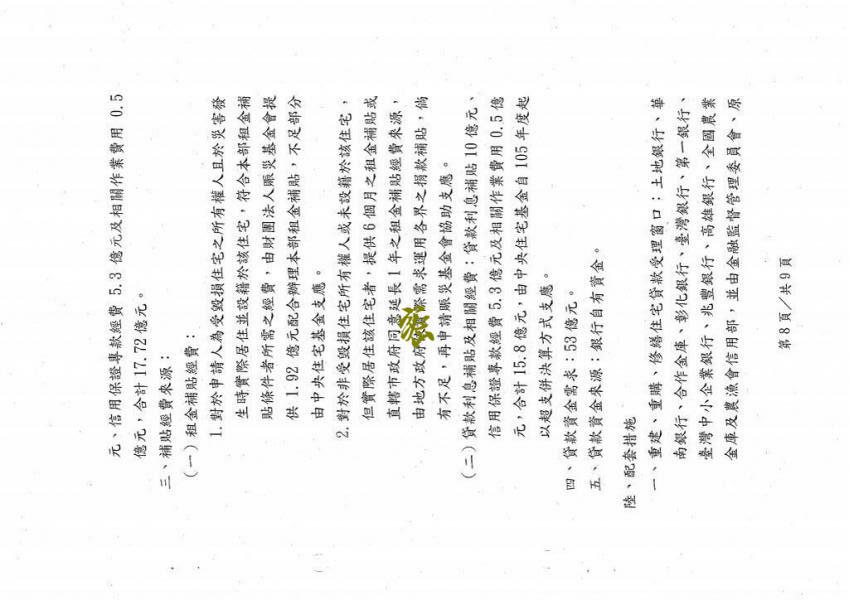 元、信用保證專款經費 5.3 億元及相關作業費用 0.5
億元，合計 17.72 億元。
三、補貼經費來源：
（一）租金補貼經費：
1.對於申請人為受毀損住宅之所有權人且於災害發
生時實際居住並設籍於該住宅，符合本部租金補
貼條件者所需之經費，由財團法人賑災基金會提
供 1.92 億元配合辦理本部租金補貼，不足部分
由中央住宅基金支應。
2.對於非受毀損住宅所有權人或未設籍於該住宅，
但實際居住該住宅者，提供 6 個月之租金補貼或
直轄市政府同意延長 1 年之租金補貼經費來源，
由地方政府 際需求運用各界之捐款補貼，倘
有不足，再申請賑災基金會協助支應。
（二）貸款利息補貼及相關經費：貸款利息補貼 10 億元、
信用保證專款經費 5.3 億元及相關作業費用 0.5 億
元，合計 15.8 億元，由中央住宅基金自 105 年度起
以超支併決算方式支應。
四、貸款資金需求：53 億元。
五、貸款資金來源：銀行自有資金。
陸、配套措施
一、重建、重購、修繕住宅貸款受理窗口：土地銀行、華
南銀行、合作金庫、彰化銀行、臺灣銀行、第一銀行、
臺灣中小企業銀行、兆豐銀行、高雄銀行、全國農業
金庫及農漁會信用部，並由金融監督管理委員會、原
第 8 頁／共 9 頁